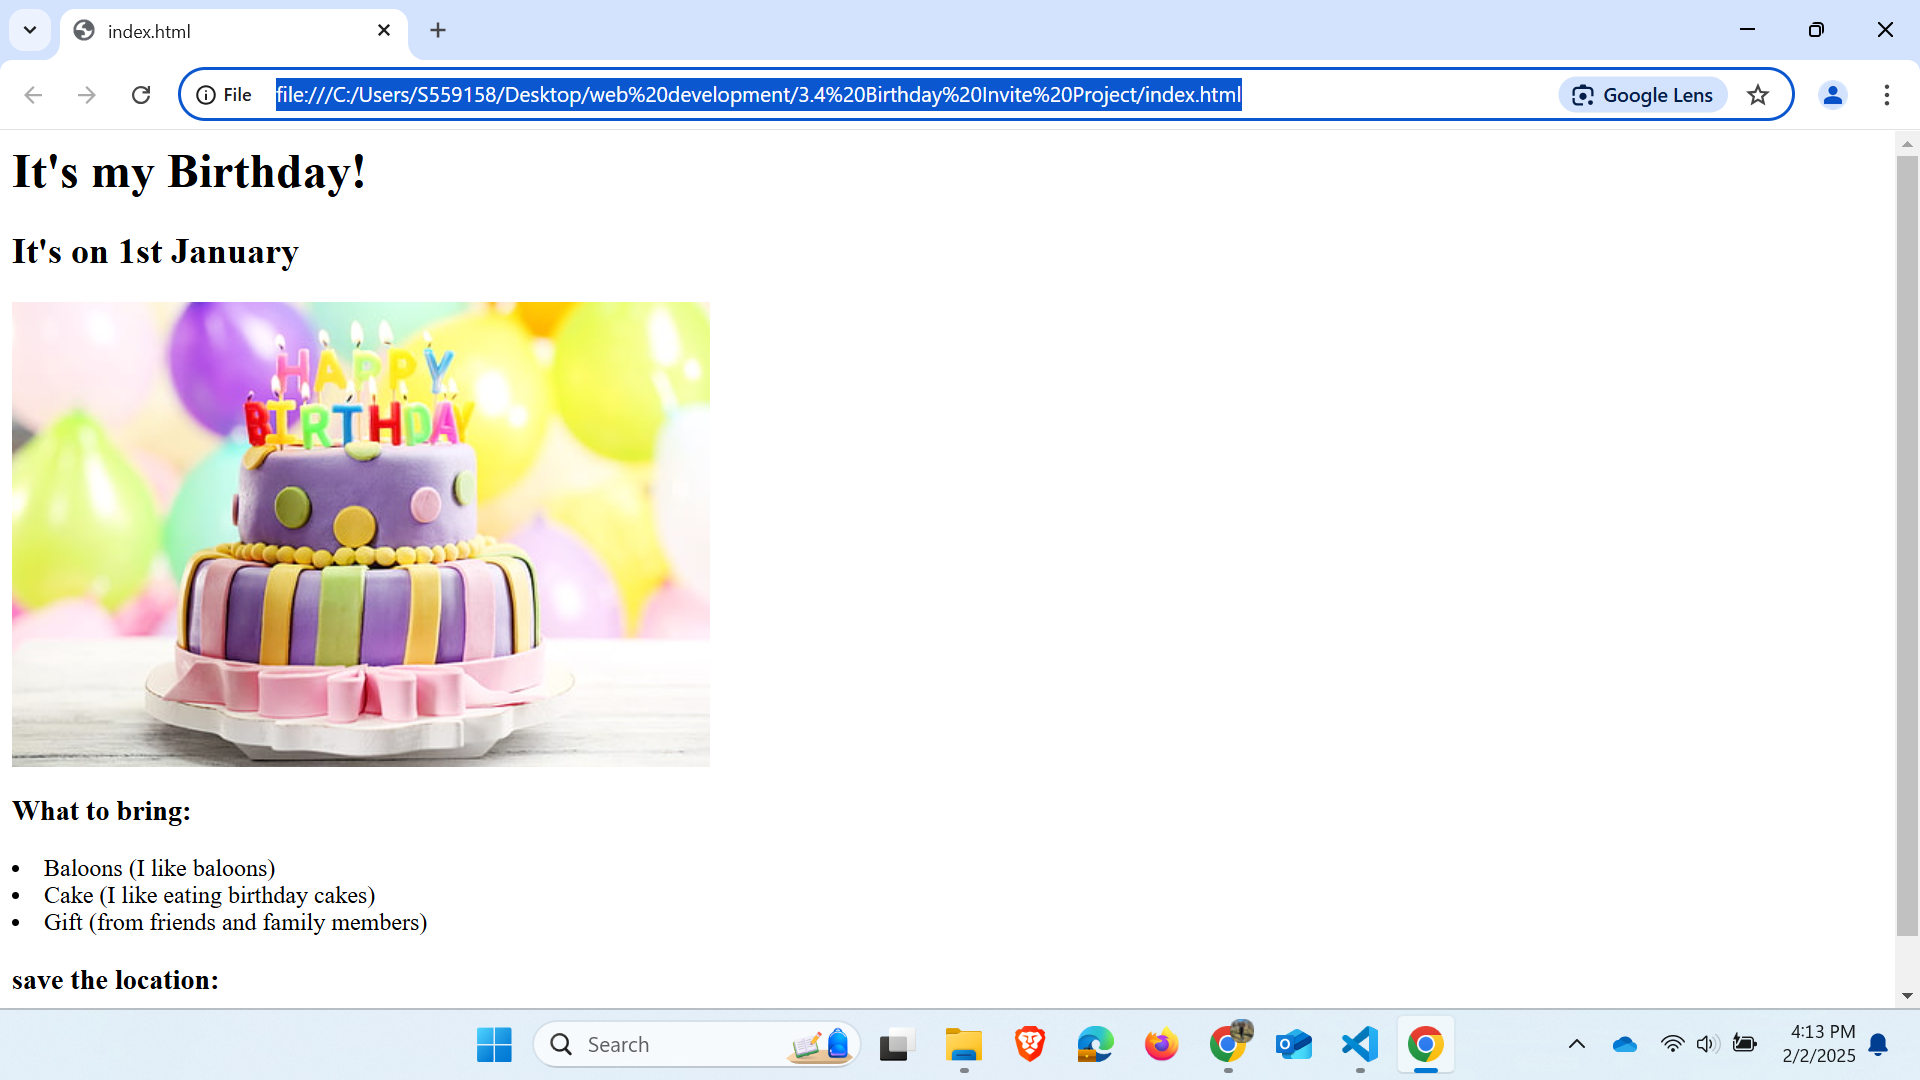 index.html
File file:///C:/Users/S559158/Desktop/web%20development/3.4%20Birthday%20Invite%20Project/index.html Google Lens
It's my Birthday!
It's on 1st January
HAPPY
BIRTHDAY
What to bring:
• Baloons (I like baloons)
• Cake (I like eating birthday cakes)
• Gift (from friends and family members)
save the location:
Search
4:13 PM
2/2/2025